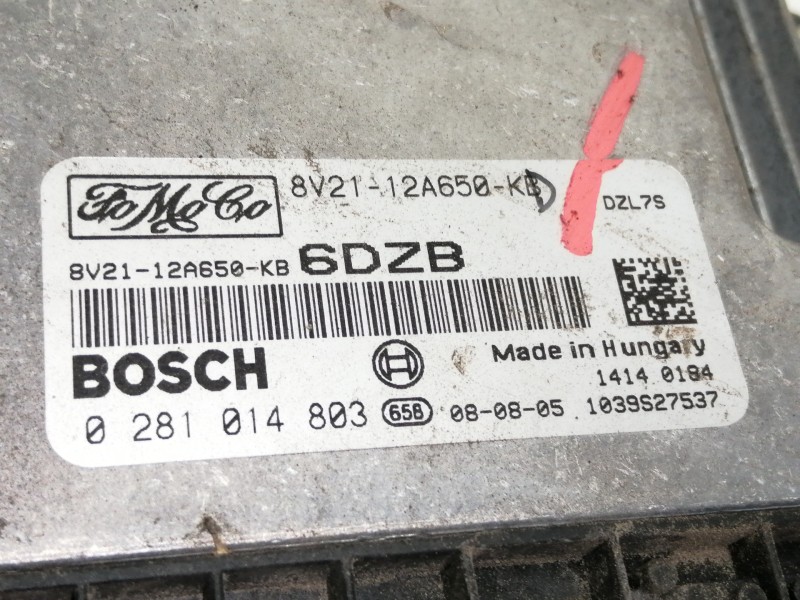 FoMoCo
8V21-12A650-KB
D
DZL7S
8V21-12A650-KB 6DZB
BOSCH
Made in Hungary
1414 0184
0 281 014 803 658 08-08-05 1039S27537